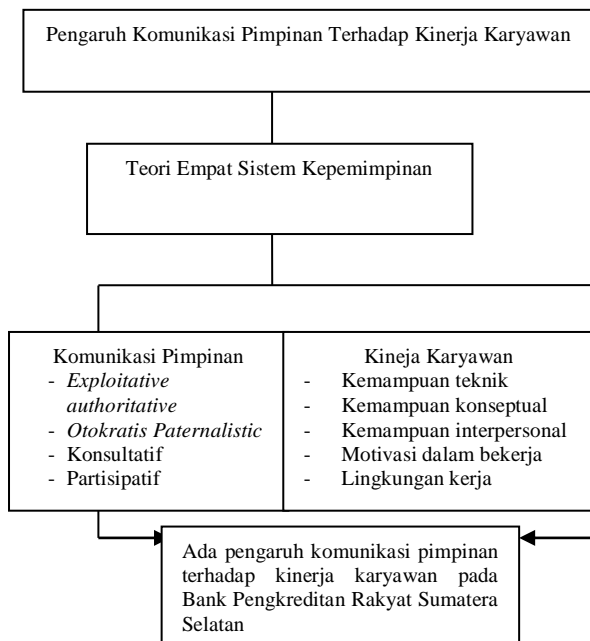 Pengaruh Komunikasi Pimpinan Terhadap Kinerja Karyawan
Teori Empat Sistem Kepemimpinan
Komunikasi Pimpinan
- Exploitative
authoritative
- Otokratis Paternalistic
- Konsultatif
- Partisipatif
Kineja Karyawan
- Kemampuan teknik
- Kemampuan konseptual
- Kemampuan interpersonal
- Motivasi dalam bekerja
- Lingkungan kerja
Ada pengaruh komunikasi pimpinan
terhadap kinerja karyawan pada
Bank Pengkreditan Rakyat Sumatera
Selatan